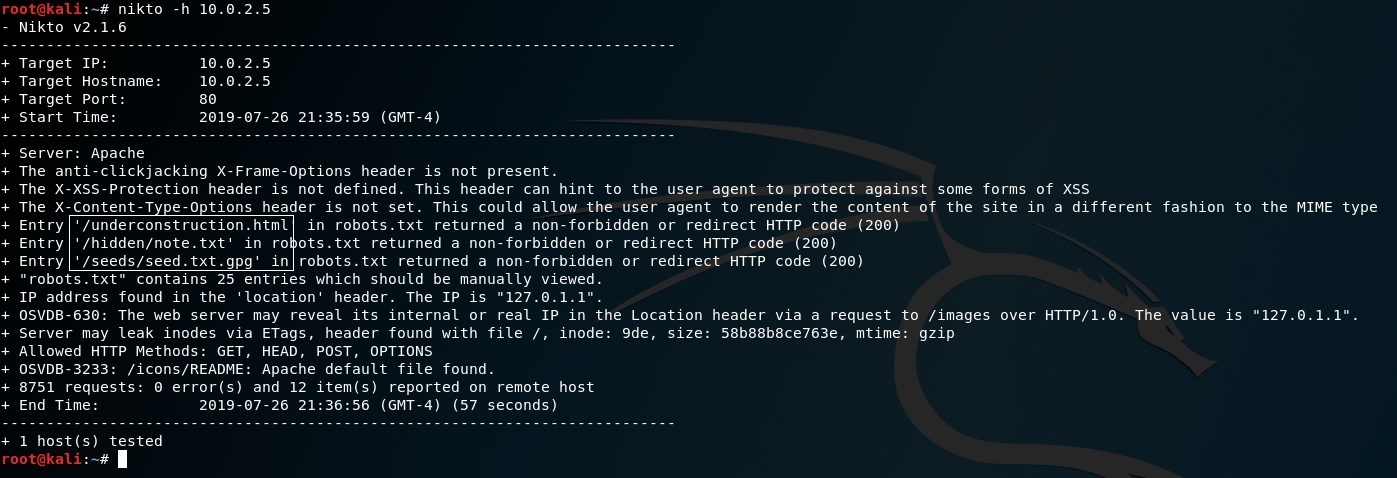 root@kali:~# nikto -h 10.0.2.5
- Nikto v2.1.6
---------------------------------------------------------------------------
+ Target IP:          10.0.2.5
+ Target Hostname:    10.0.2.5
+ Target Port:        80
+ Start Time:         2019-07-26 21:35:59 (GMT-4)
---------------------------------------------------------------------------
+ Server: Apache
+ The anti-clickjacking X-Frame-Options header is not present.
+ The X-XSS-Protection header is not defined. This header can hint to the user agent to protect against some forms of XSS
+ The X-Content-Type-Options header is not set. This could allow the user agent to render the content of the site in a different fashion to the MIME type
+ Entry '/underconstruction.html  in robots.txt returned a non-forbidden or redirect HTTP code (200)
+ Entry '/hidden/note.txt' in robots.txt returned a non-forbidden or redirect HTTP code (200)
+ Entry '/seeds/seed.txt.gpg' in robots.txt returned a non-forbidden or redirect HTTP code (200)
+ "robots.txt" contains 25 entries which should be manually viewed.
+ IP address found in the 'location' header. The IP is "127.0.1.1".
+ OSVDB-630: The web server may reveal its internal or real IP in the Location header via a request to /images over HTTP/1.0. The value is "127.0.1.1".
+ Server may leak inodes via ETags, header found with file /, inode: 9de, size: 58b88b8ce763e, mtime: gzip
+ Allowed HTTP Methods: GET, HEAD, POST, OPTIONS
+ OSVDB-3233: /icons/README: Apache default file found.
+ 8751 requests: 0 error(s) and 12 item(s) reported on remote host
+ End Time:           2019-07-26 21:36:56 (GMT-4) (57 seconds)
---------------------------------------------------------------------------
+ 1 host(s) tested
root@kali:~#